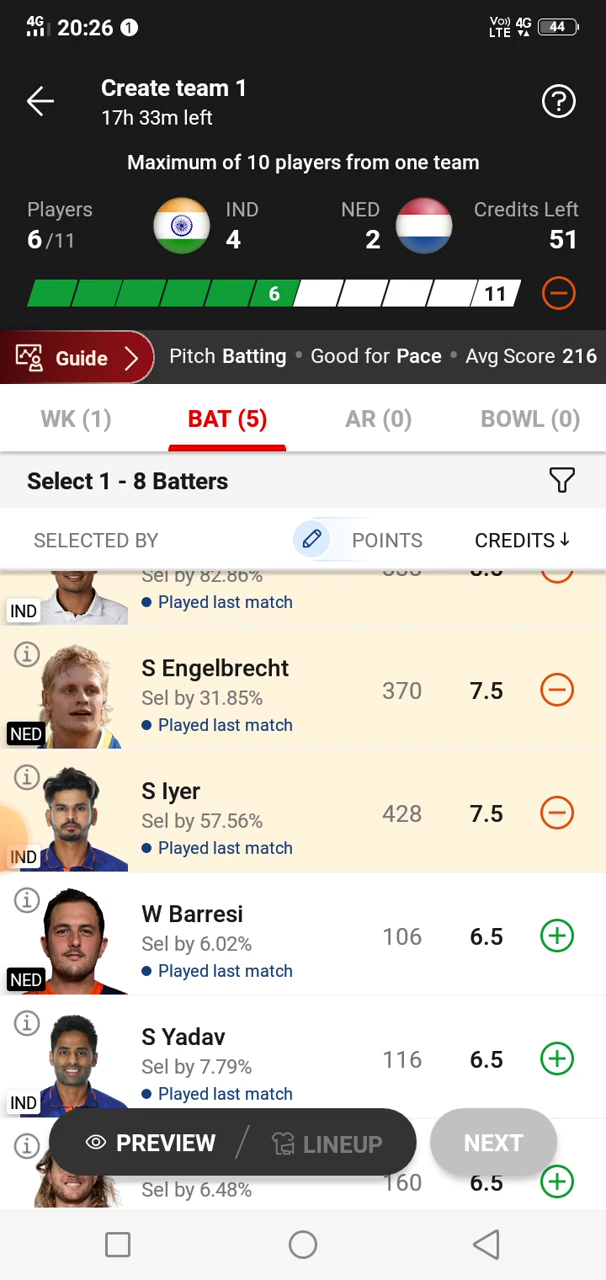 4G 20:26 1 Vo) LTE 4G 44
Create team 1
17h 33m left
Maximum of 10 players from one team
Players IND NED Credits Left
6/11 4 2 51
6 11
Guide Pitch Batting • Good for Pace • Avg Score 216
WK (1) BAT (5) AR (0) BOWL (0)
Select 1 - 8 Batters
SELECTED BY POINTS CREDITS ↓
Sel by 82.86%
IND • Played last match
S Engelbrecht
Sel by 31.85% 370 7.5
NED • Played last match
S Iyer
Sel by 57.56% 428 7.5
IND • Played last match
W Barresi
Sel by 6.02% 106 6.5
NED • Played last match
S Yadav
Sel by 7.79% 116 6.5
IND • Played last match
PREVIEW / LINEUP NEXT
Sel by 6.48% 160 6.5